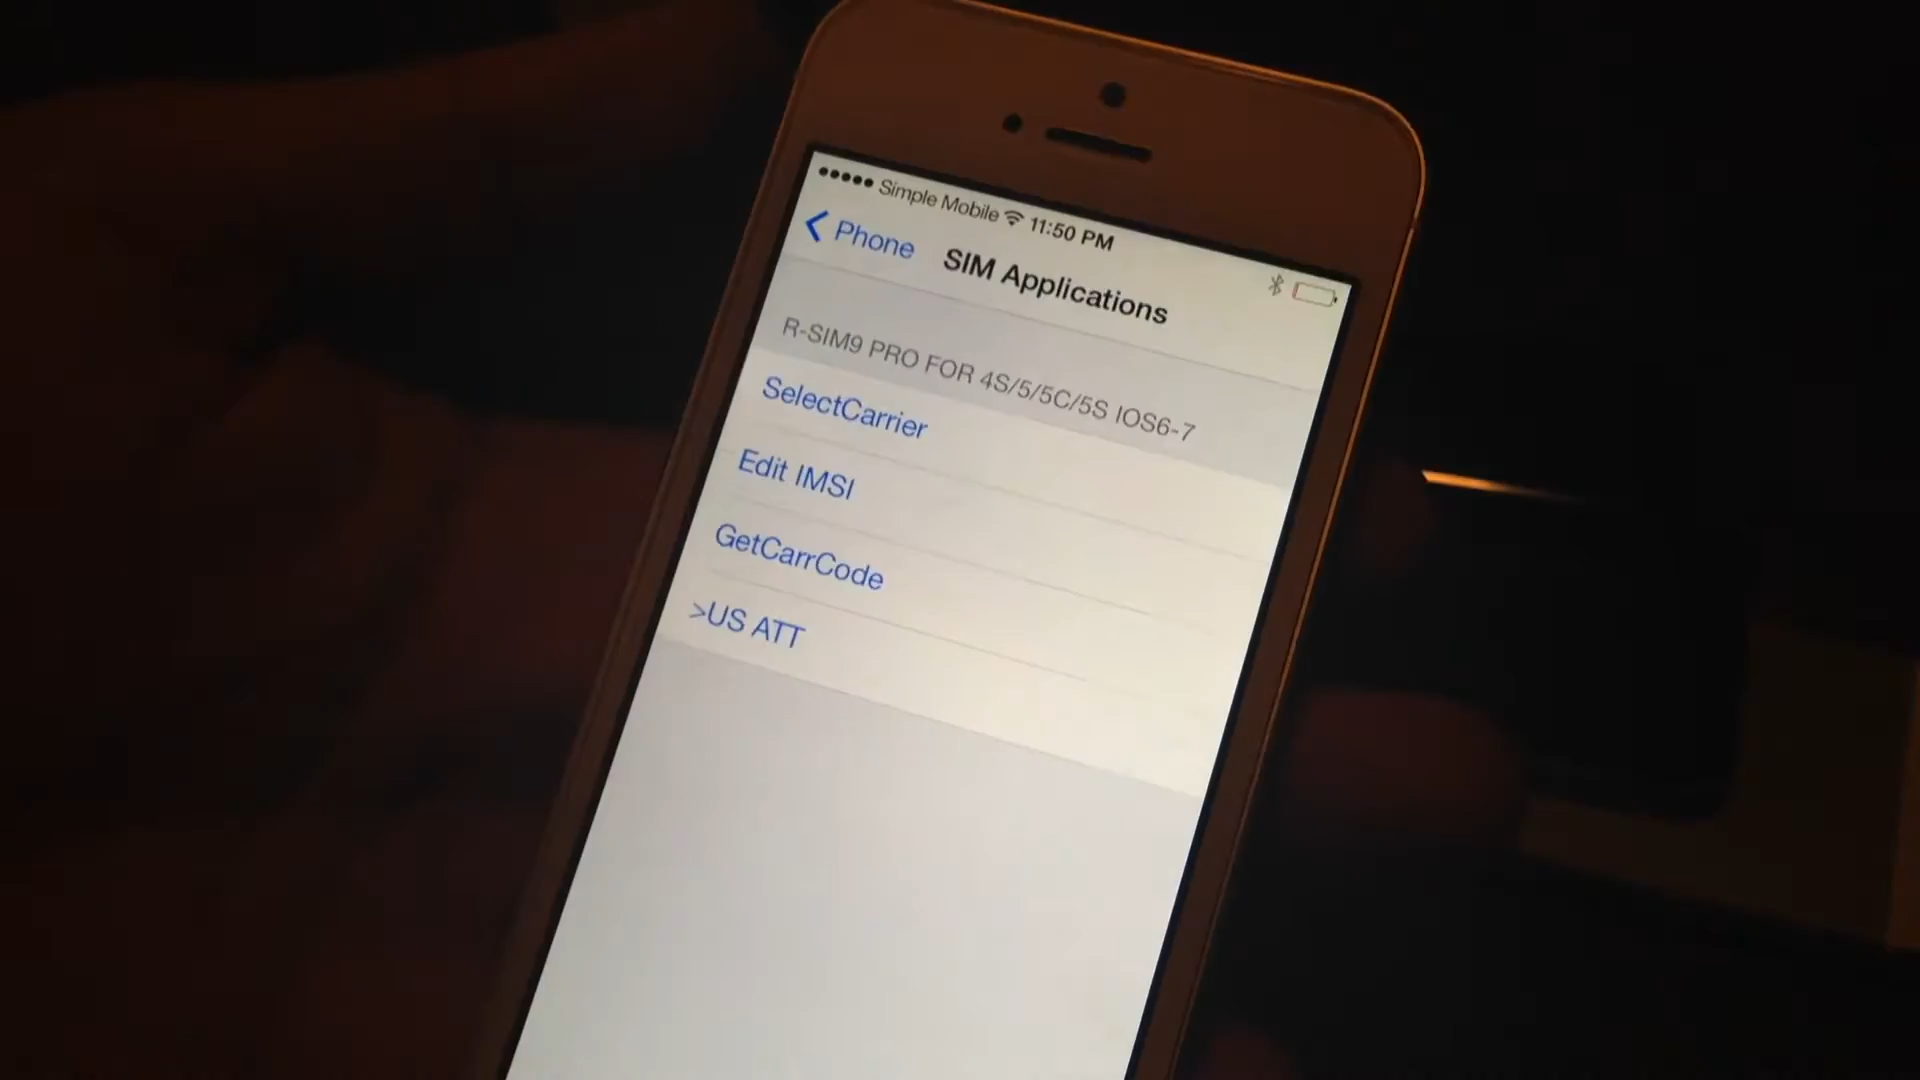 Simple Mobile 11:50 PM
Phone
SIM Applications
R-SIM9 PRO FOR 4S/5/5C/5S IOS6-7
SelectCarrier
Edit IMSI
GetCarrCode
>US ATT